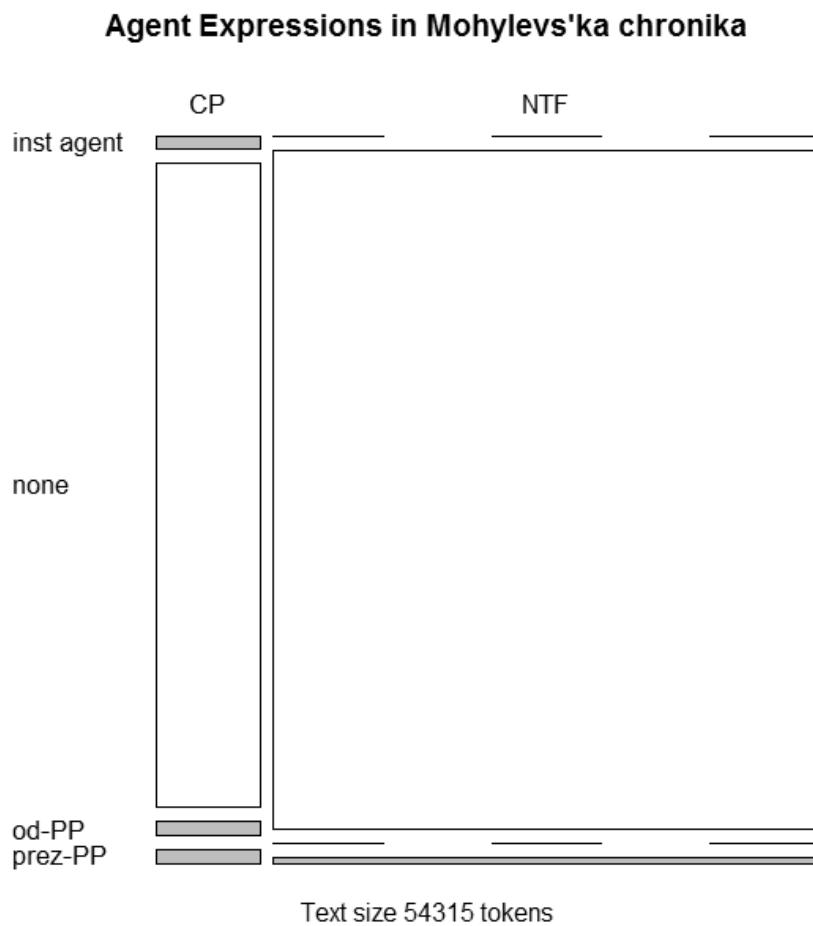 Agent Expressions in Mohylevs'ka chronika
CP NTF
inst agent
none
od-PP
prez-PP
Text size 54315 tokens